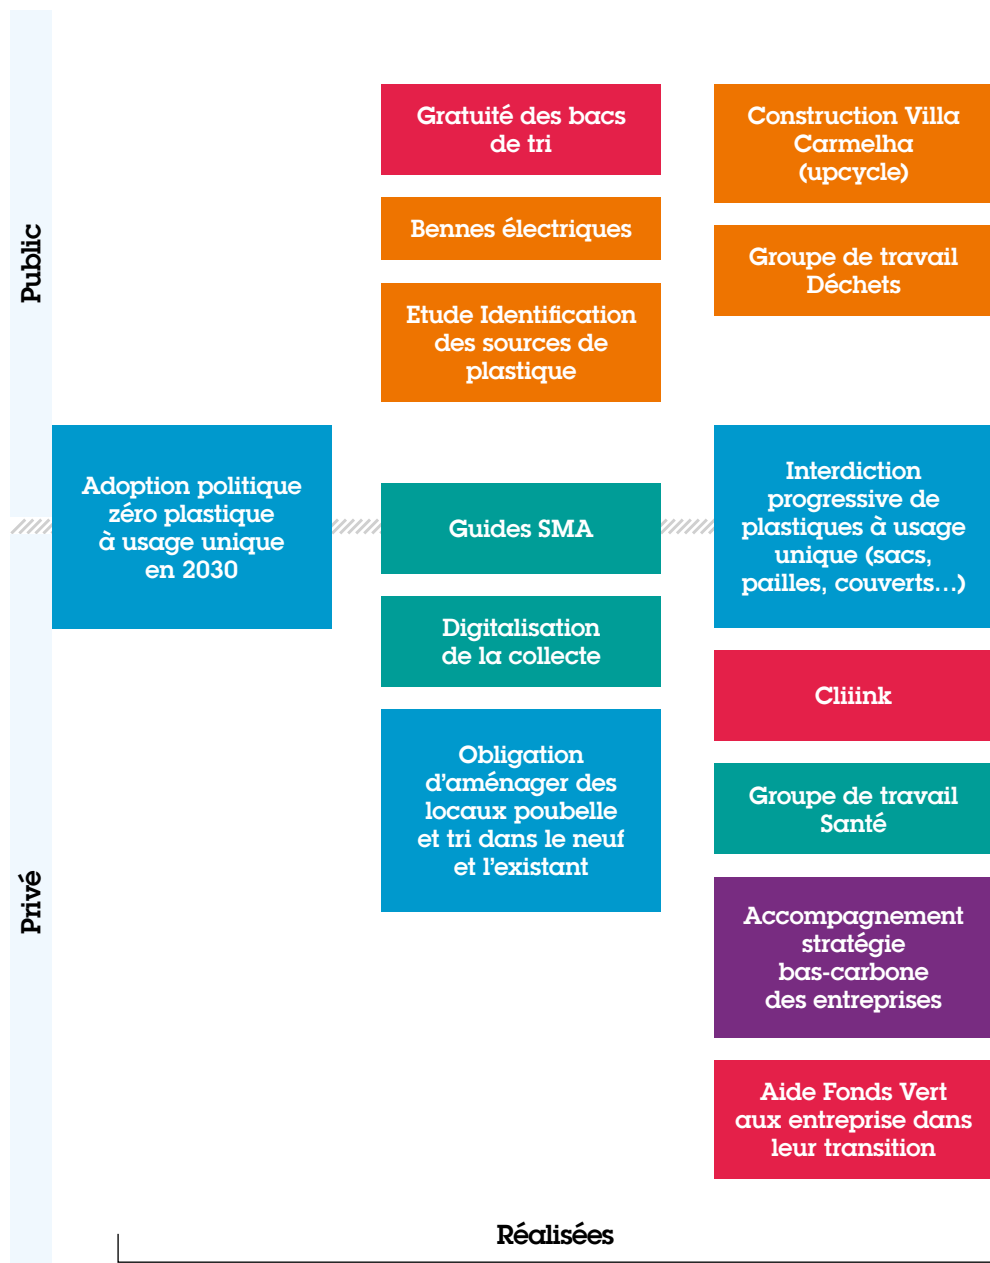 Public
Gratuité des bacs
de tri
Bennes électriques
Etude Identification
des sources de
plastique
Construction Villa
Carmelha
(upcycle)
Groupe de travail
Déchets
Adoption politique
zéro plastique
à usage unique
en 2030
Guides SMA
Digitalisation
de la collecte
Obligation
d'aménager des
locaux poubelle
et tri dans le neuf
et l'existant
Interdiction
progressive de
plastiques à usage
unique (sacs,
pailles, couverts…)
Cliiink
Groupe de travail
Santé
Accompagnement
stratégie
bas-carbone
des entreprises
Aide Fonds Vert
aux entreprise dans
leur transition
Privé
Réalisées